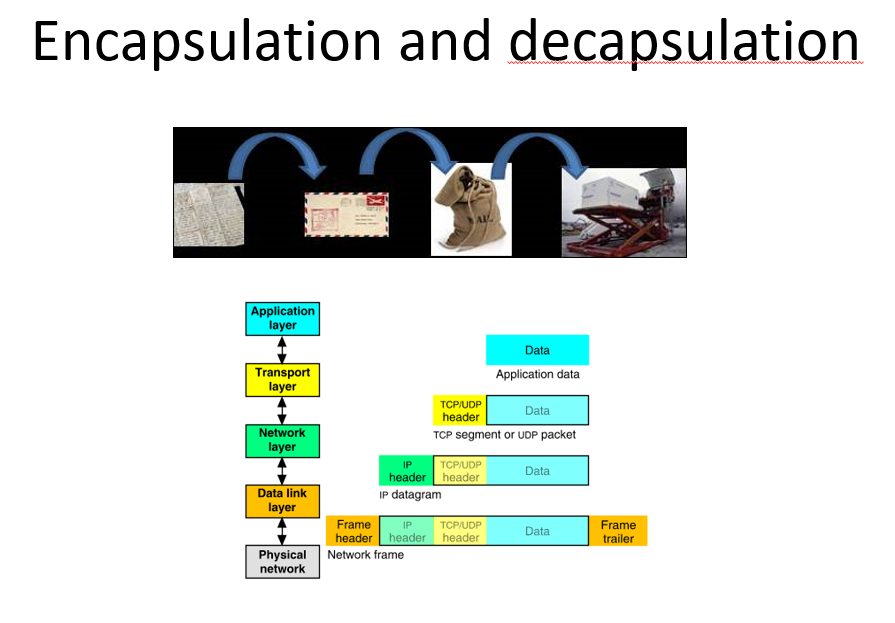 Encapsulation and decapsulation
Application
layer
Transport
layer
Network
layer
Data link
layer
Physical
network
Data
Application data
TCP/UDP
header
Data
TCP segment or UDP packet
IP
header
TCP/UDP
header
Data
IP datagram
Frame
header
IP
header
TCP/UDP
header
Data
Frame
trailer
Network frame